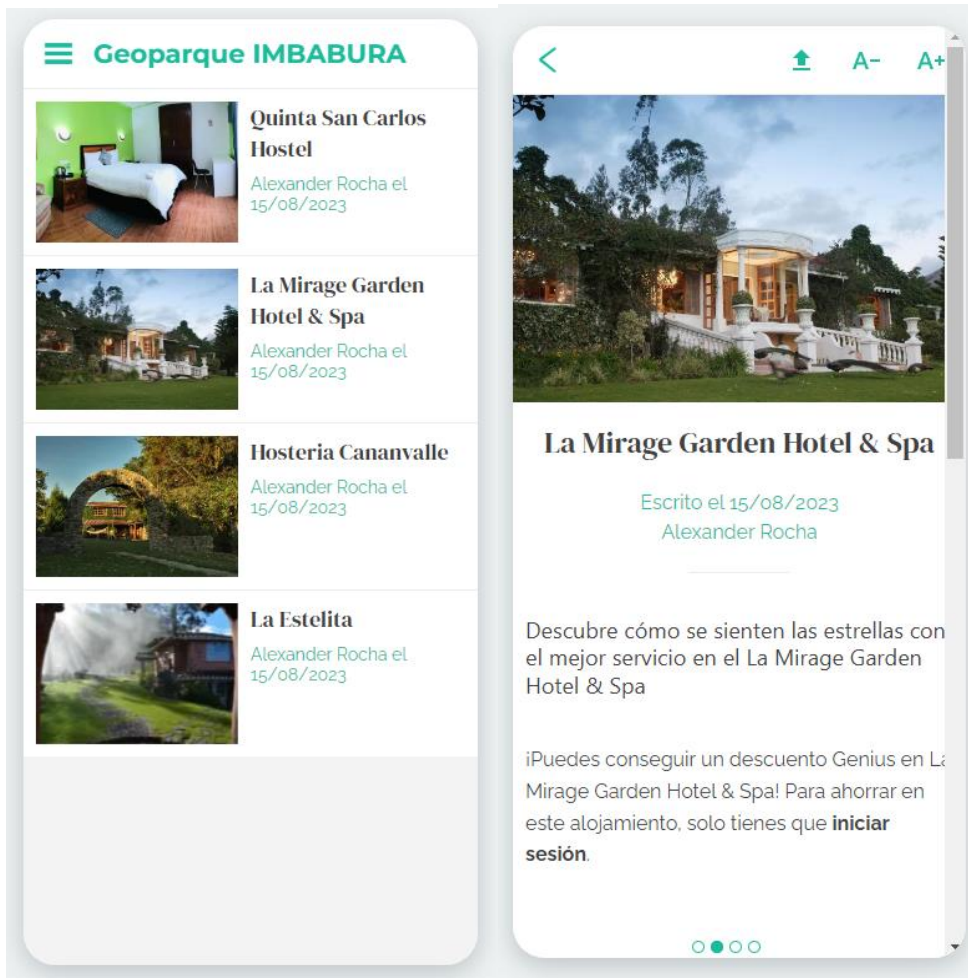 Geoparque IMBABURA
Quinta San Carlos
Hostel
Alexander Rocha el
15/08/2023
La Mirage Garden
Hotel & Spa
Alexander Rocha el
15/08/2023
Hosteria Cananvalle
Alexander Rocha el
15/08/2023
La Estelita
Alexander Rocha el
15/08/2023
A- A+
La Mirage Garden Hotel & Spa
Escrito el 15/08/2023
Alexander Rocha
Descubre cómo se sienten las estrellas con
el mejor servicio en el La Mirage Garden
Hotel & Spa
¡Puedes conseguir un descuento Genius en La
Mirage Garden Hotel & Spa! Para ahorrar en
este alojamiento, solo tienes que iniciar
sesión.